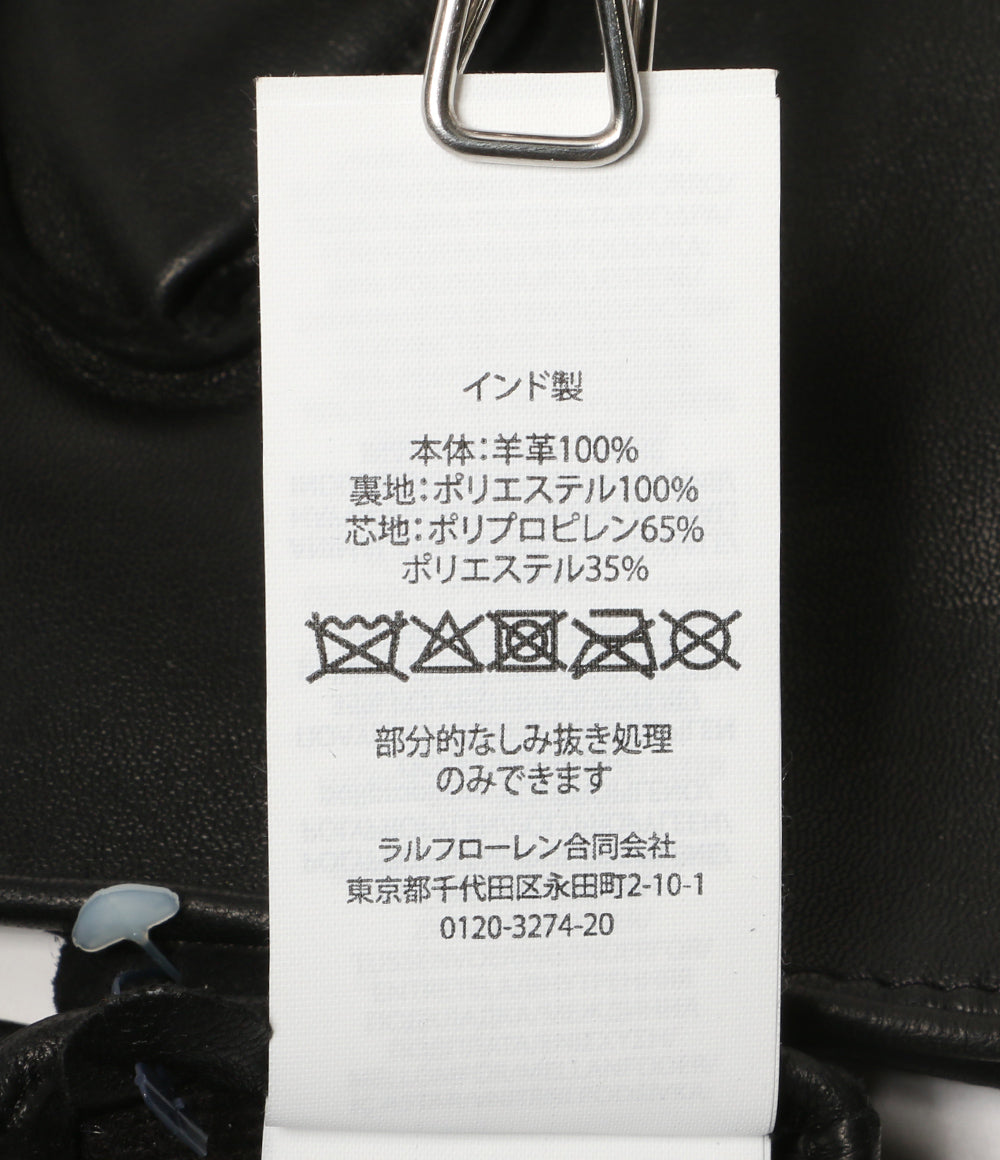 インド製
本体：羊革100%
裏地：ポリエステル100%
芯地：ポリプロピレン65%
ポリエステル35%
部分的なしみ抜き処理
のみできます
ラルフローレン合同会社
東京都千代田区永田町2-10-1
0120-3274-20